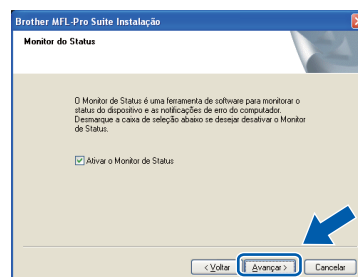 Brother MFL-Pro Suite Instalação
Monitor do Status
O Monitor de Status é uma ferramenta de software para monitorar o
status do dispositivo e as notificações de erro do computador.
Desmarque a caixa de seleção abaixo se desejar desativar o Monitor
de Status.
Ativar o Monitor de Status
< Voltar Avançar > Cancelar